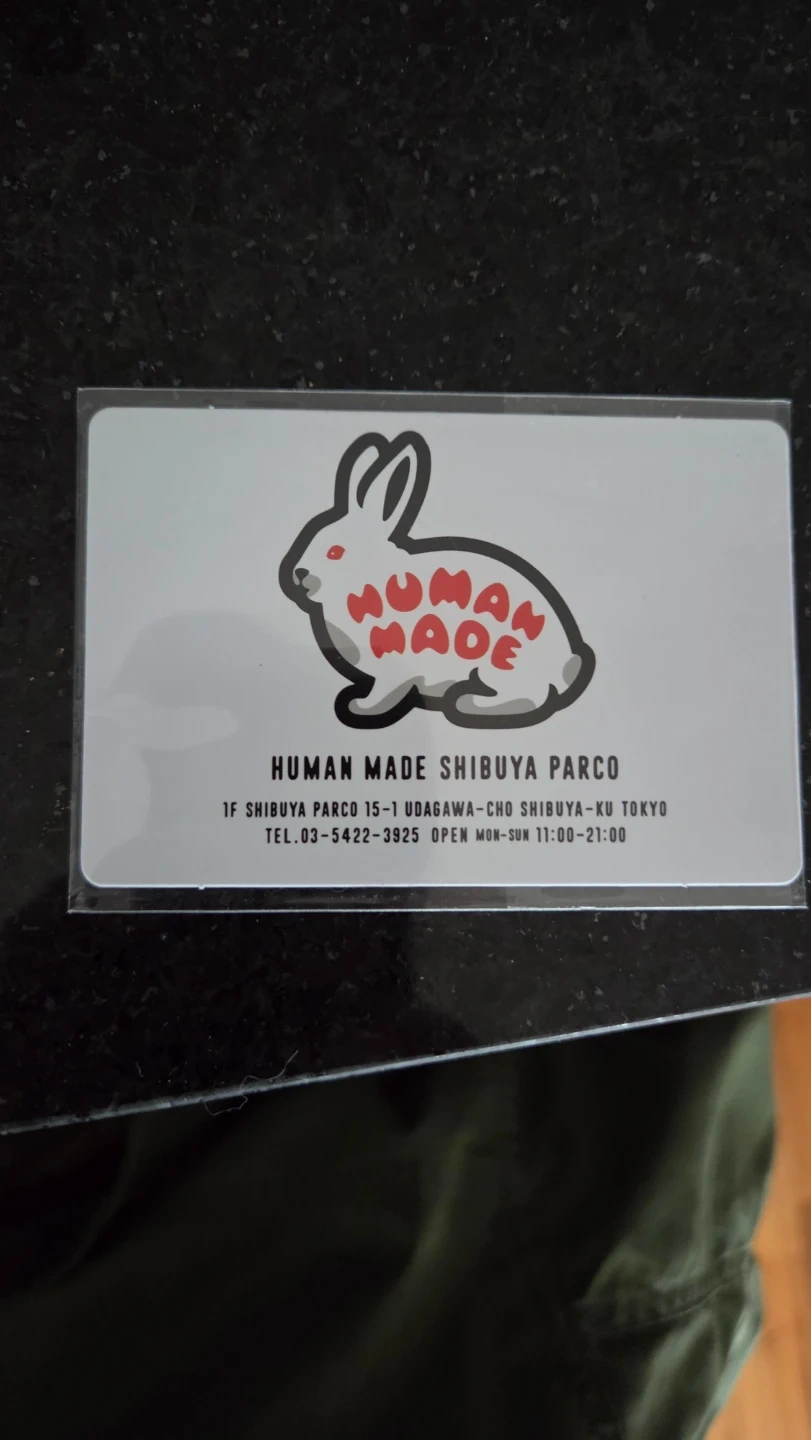 HUMAN
MADE
HUMAN MADE SHIBUYA PARCO
1F SHIBUYA PARCO 15-1 UDAGAWA-CHO SHIBUYA-KU TOKYO
TEL.03-5422-3925 OPEN MON-SUN 11:00-21:00